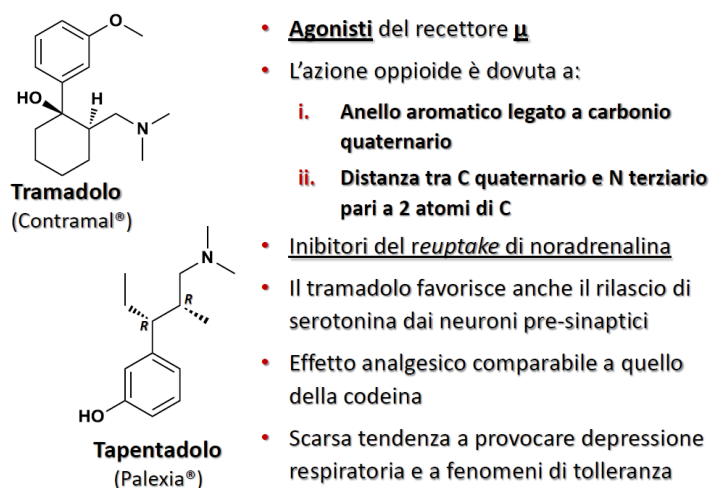 O
HO
H
N
Tramadolo
(Contramal®)
N
R
R
HO
Tapentadolo
(Palexia®)
• Agonisti del recettore μ
• L'azione oppioide è dovuta a:
i. Anello aromatico legato a carbonio
quaternario
ii. Distanza tra C quaternario e N terziario
pari a 2 atomi di C
• Inibitori del reuptake di noradrenalina
• Il tramadolo favorisce anche il rilascio di
serotonina dai neuroni pre-sinaptici
• Effetto analgesico comparabile a quello
della codeina
• Scarsa tendenza a provocare depressione
respiratoria e a fenomeni di tolleranza